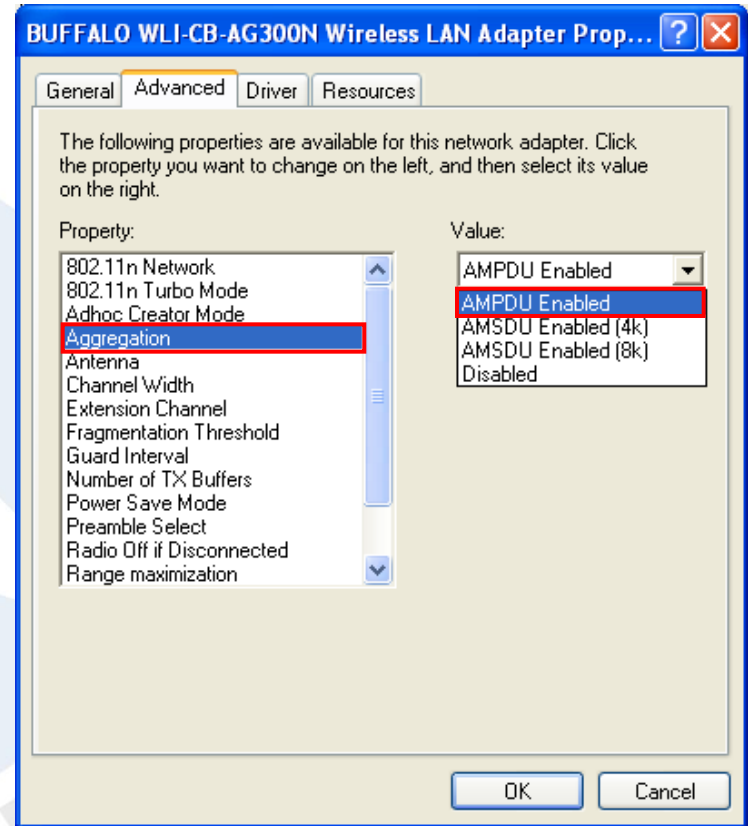 BUFFALO WLI-CB-AG300N Wireless LAN Adapter Prop...
General Advanced Driver Resources
The following properties are available for this network adapter. Click
the property you want to change on the left, and then select its value
on the right.
Property:
802.11n Network
802.11n Turbo Mode
Adhoc Creator Mode
Aggregation
Antenna
Channel Width
Extension Channel
Fragmentation Threshold
Guard Interval
Number of TX Buffers
Power Save Mode
Preamble Select
Radio Off if Disconnected
Range maximization
Value:
AMPDU Enabled
AMPDU Enabled
AMSDU Enabled (4k)
AMSDU Enabled (8k)
Disabled
OK Cancel